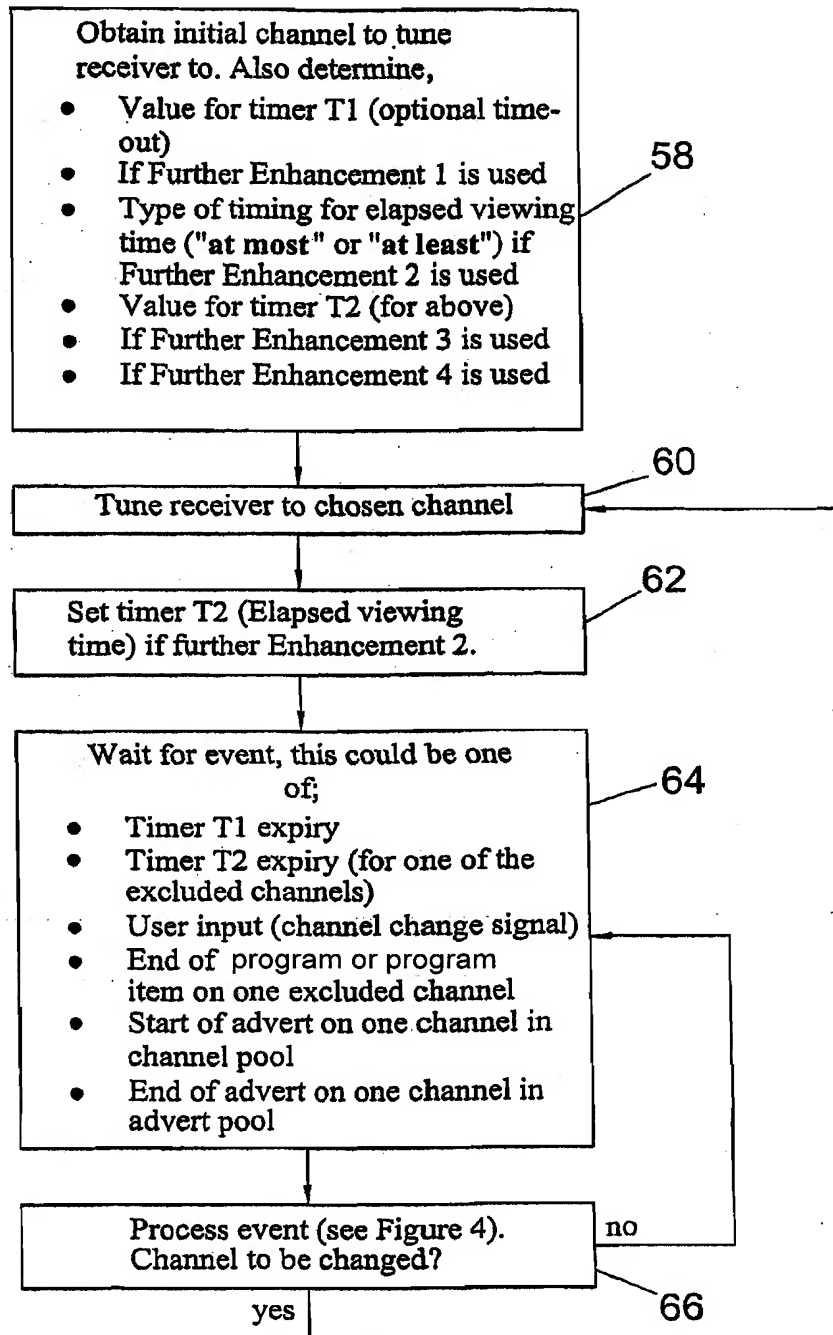 Obtain initial channel to tune
receiver to. Also determine,
• Value for timer T1 (optional time-
out)
• If Further Enhancement 1 is used
• Type of timing for elapsed viewing
time ("at most" or "at least") if
Further Enhancement 2 is used
• Value for timer T2 (for above)
• If Further Enhancement 3 is used
• If Further Enhancement 4 is used
58
60
Tune receiver to chosen channel
62
Set timer T2 (Elapsed viewing
time) if further Enhancement 2.
Wait for event, this could be one
of;
64
• Timer T1 expiry
• Timer T2 expiry (for one of the
excluded channels)
• User input (channel change signal)
• End of program or program
item on one excluded channel
• Start of advert on one channel in
channel pool
• End of advert on one channel in
advert pool
Process event (see Figure 4).
Channel to be changed?
no
66
yes